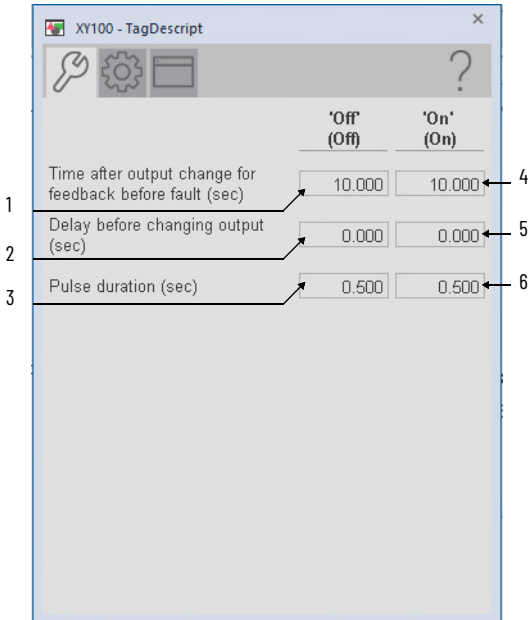 XY100 - TagDescript
×
?
'Off' 'On'
(Off) (On)
Time after output change for
feedback before fault (sec) 10.000 10.000 4
1
Delay before changing output
(sec) 0.000 0.000 5
2
Pulse duration (sec) 0.500 0.500 6
3